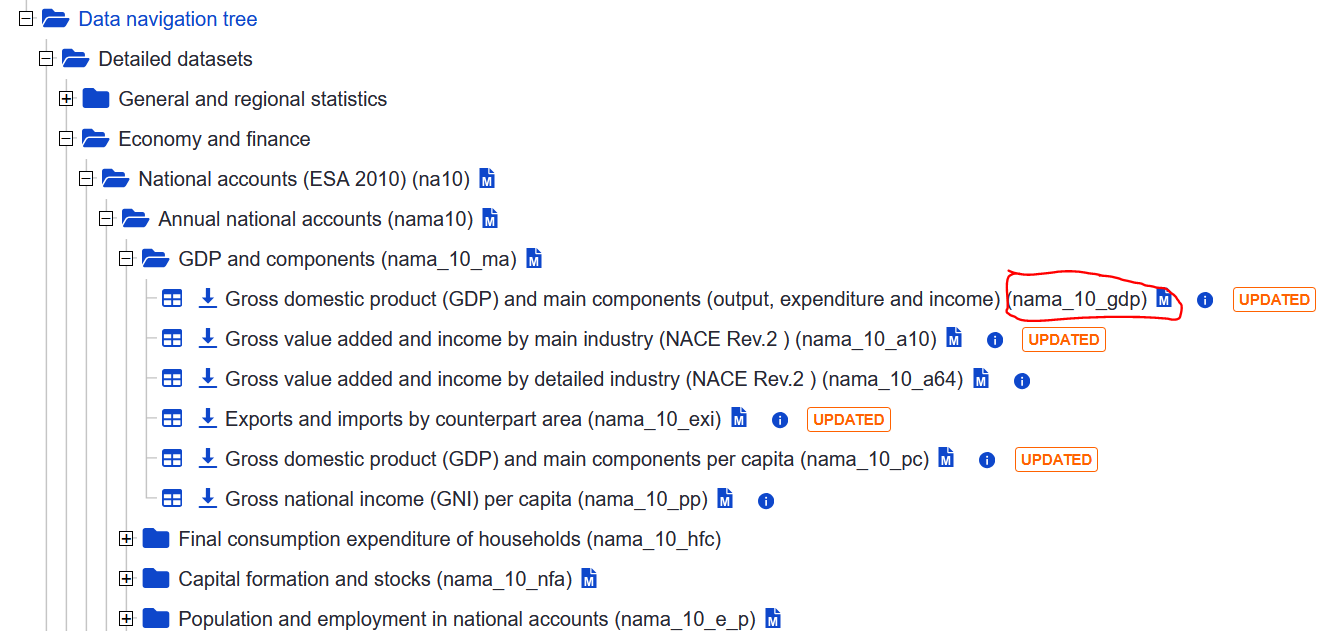 Data navigation tree
Detailed datasets
General and regional statistics
Economy and finance
National accounts (ESA 2010) (na10) M
Annual national accounts (nama10) M
GDP and components (nama_10_ma) M
Gross domestic product (GDP) and main components (output, expenditure and income) (nama_10_gdp) M i UPDATED
Gross value added and income by main industry (NACE Rev.2 ) (nama_10_a10) M i UPDATED
Gross value added and income by detailed industry (NACE Rev.2 ) (nama_10_a64) M i
Exports and imports by counterpart area (nama_10_exi) M i UPDATED
Gross domestic product (GDP) and main components per capita (nama_10_pc) M i UPDATED
Gross national income (GNI) per capita (nama_10_pp) M i
Final consumption expenditure of households (nama_10_hfc)
Capital formation and stocks (nama_10_nfa) M
Population and employment in national accounts (nama_10_e_p) M